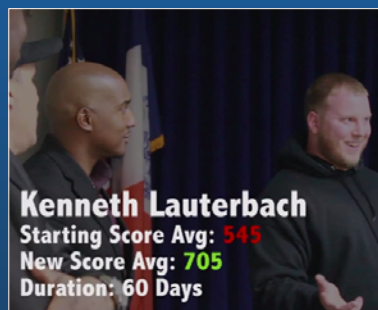 Kenneth Lauterbach
Starting Score Avg: 545
New Score Avg: 705
Duration: 60 Days